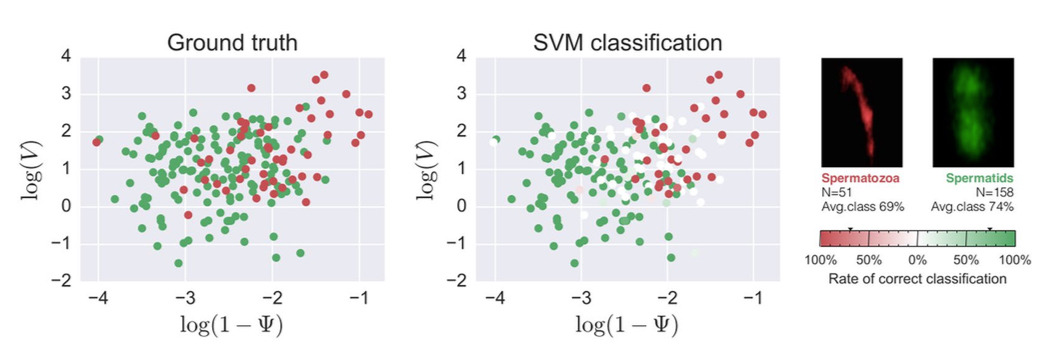 Ground truth
4
3
2
1
0
−1
−2
log(V)
−4
−3
−2
−1
log(1 − Ψ)
SVM classification
4
3
2
1
0
−1
−2
log(V)
−4
−3
−2
−1
log(1 − Ψ)
Spermatozoa
N=51
Avg.class 69%
Spermatids
N=158
Avg.class 74%
100% 50% 0% 50% 100%
Rate of correct classification